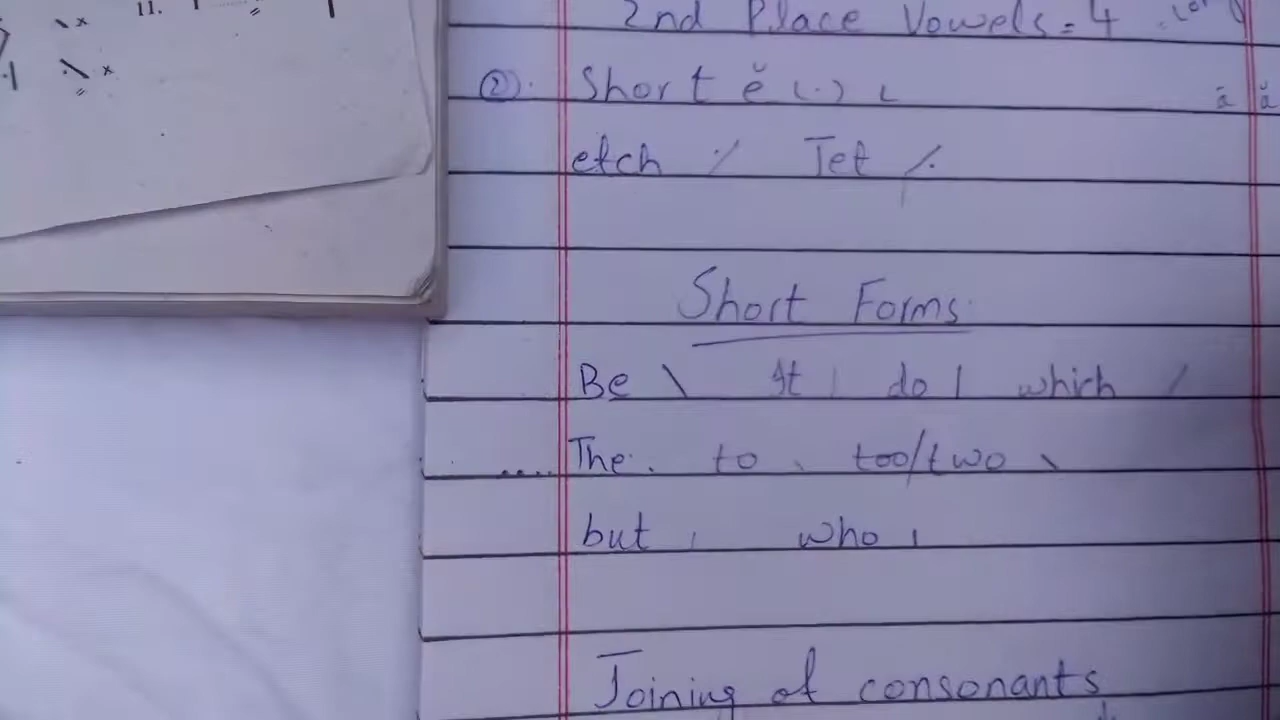 11.
2nd Place Vowels = 4
②. Short ĕ (.) ā ă
etch Jet
Short Forms
Be \ It | do | which /
The . to \ too/two \
but , who ,
Joining of consonants